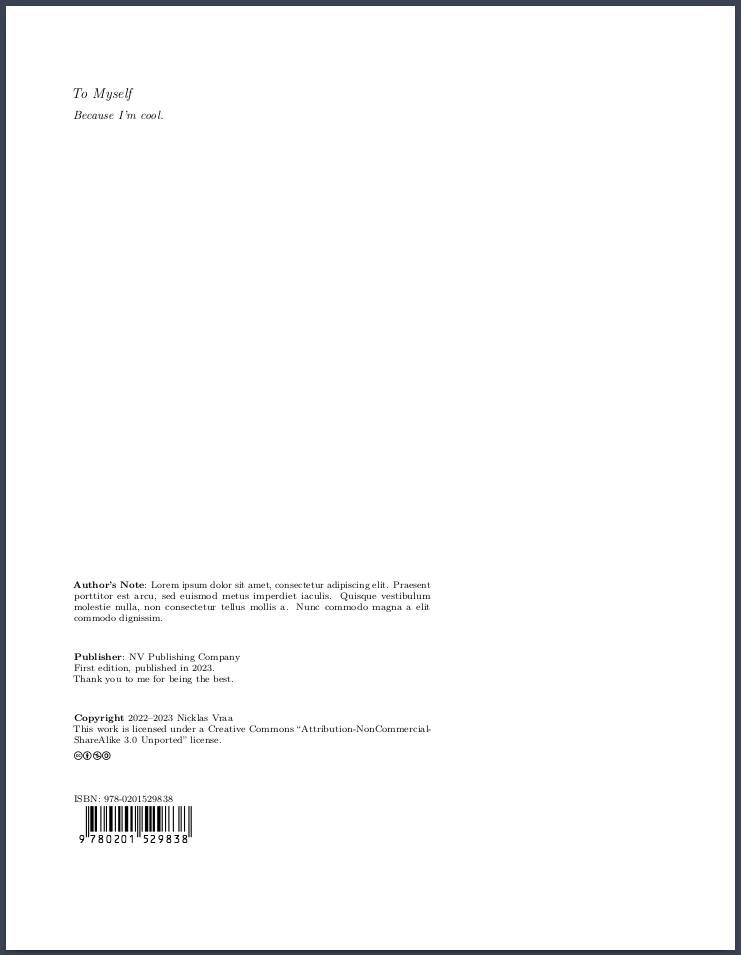 To Myself
Because I'm cool.
Author's Note: Lorem ipsum dolor sit amet, consectetur adipiscing elit. Praesent
porttitor est arcu, sed euismod metus imperdiet iaculis. Quisque vestibulum
molestie nulla, non consectetur tellus mollis a. Nunc commodo magna a elit
commodo dignissim.
Publisher: NV Publishing Company
First edition, published in 2023.
Thank you to me for being the best.
Copyright 2022–2023 Nicklas Vraa
This work is licensed under a Creative Commons “Attribution-NonCommercial-
ShareAlike 3.0 Unported” license.
ISBN: 978-0201529838
9 780201 529838